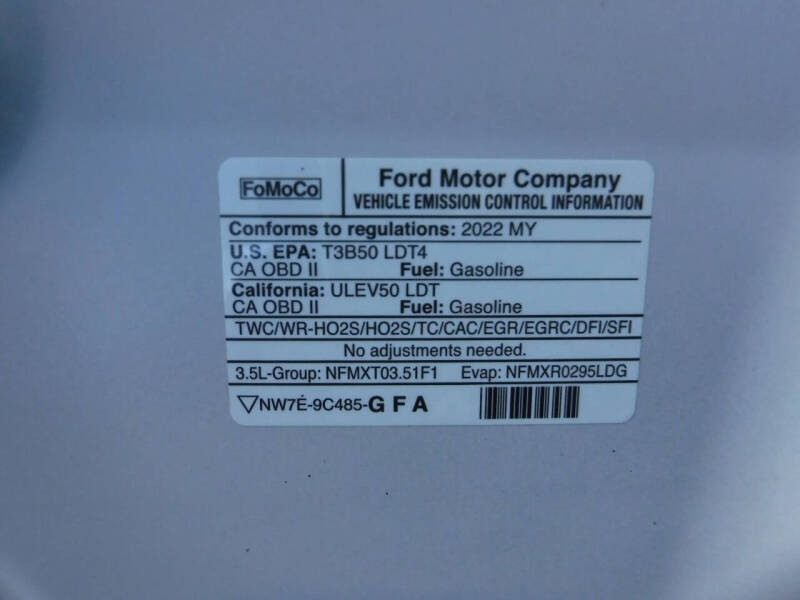 FoMoCo
Ford Motor Company
VEHICLE EMISSION CONTROL INFORMATION
Conforms to regulations: 2022 MY
U.S. EPA: T3B50 LDT4
CA OBD II Fuel: Gasoline
California: ULEV50 LDT
CA OBD II Fuel: Gasoline
TWC/WR-HO2S/HO2S/TC/CAC/EGR/EGRC/DFI/SFI
No adjustments needed.
3.5L-Group: NFMXT03.51F1 Evap: NFMXR0295LDG
NW7E-9C485-G F A